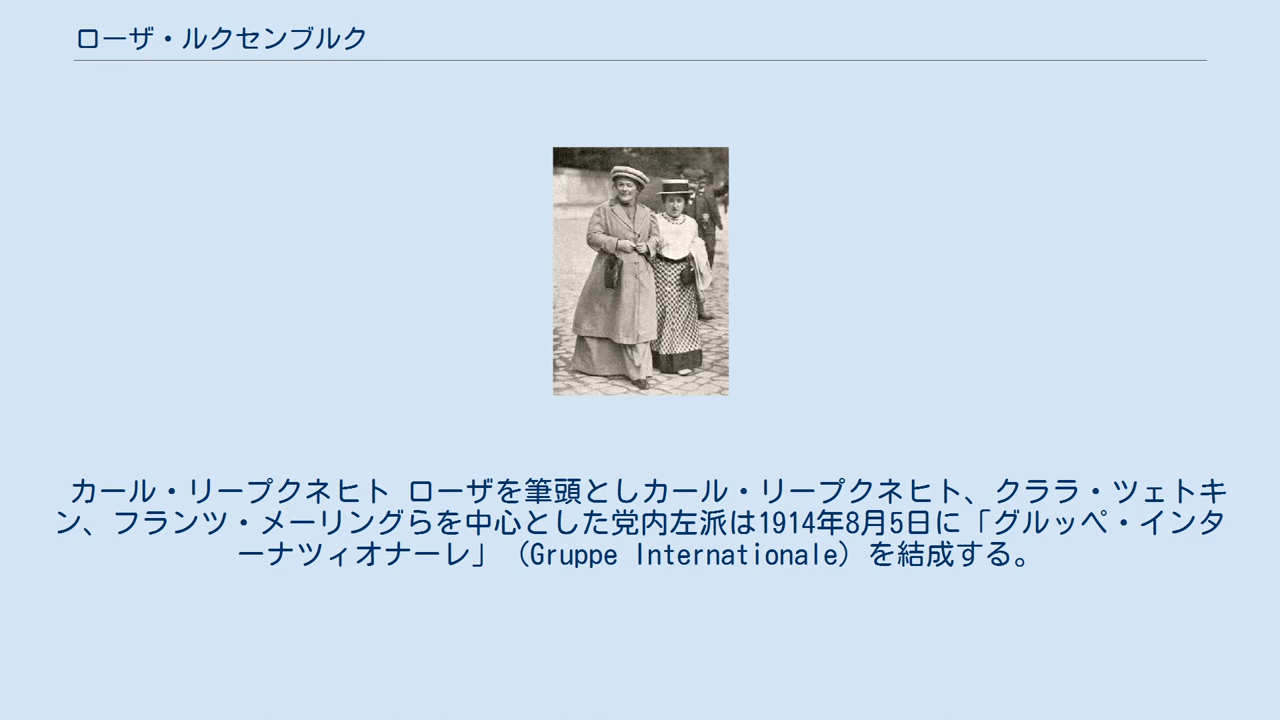 ローザ・ルクセンブルク
カール・リープクネヒト ローザを筆頭としカール・リープクネヒト、クララ・ツェトキ
ン、フランツ・メーリングらを中心とした党内左派は1914年8月5日に「グルッペ・インタ
ーナツィオナーレ」（Gruppe Internationale）を結成する。